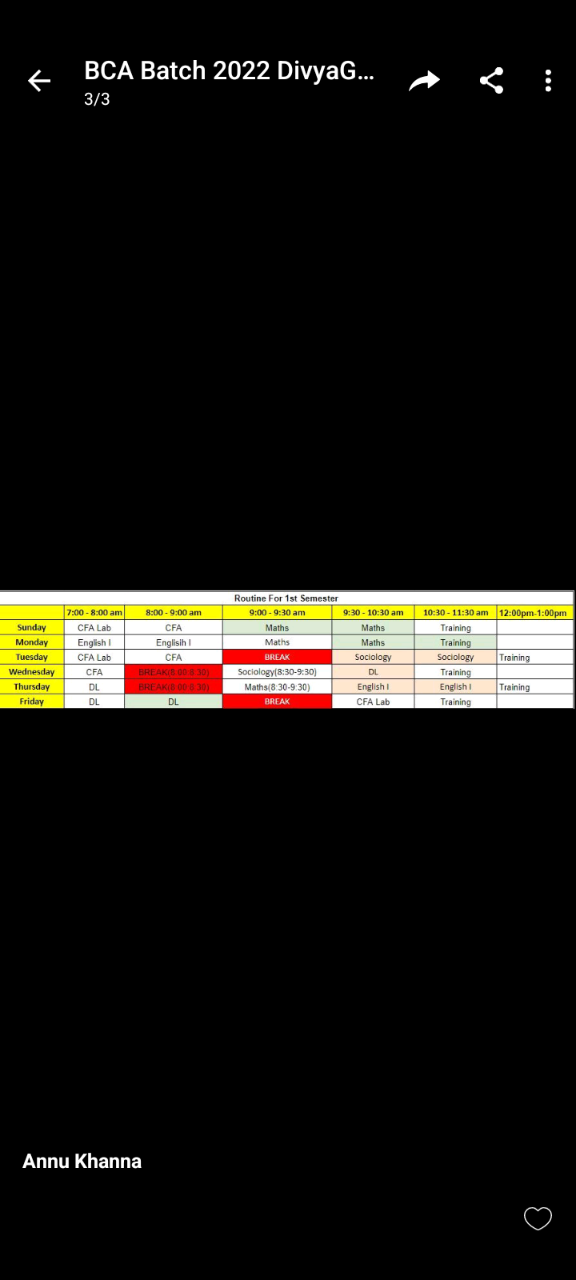 BCA Batch 2022 DivyaG...
3/3
Routine For 1st Semester
7:00 - 8:00 am 8:00 - 9:00 am 9:00 - 9:30 am 9:30 - 10:30 am 10:30 - 11:30 am 12:00pm-1:00pm
Sunday CFA Lab CFA Maths Maths Training
Monday English I Englisih I Maths Maths Training
Tuesday CFA Lab CFA BREAK Sociology Sociology Training
Wednesday CFA BREAK(8:00-8:30) Sociology(8:30-9:30) DL Training
Thursday DL BREAK(8:00-8:30) Maths(8:30-9:30) English I English I Training
Friday DL DL BREAK CFA Lab Training
Annu Khanna